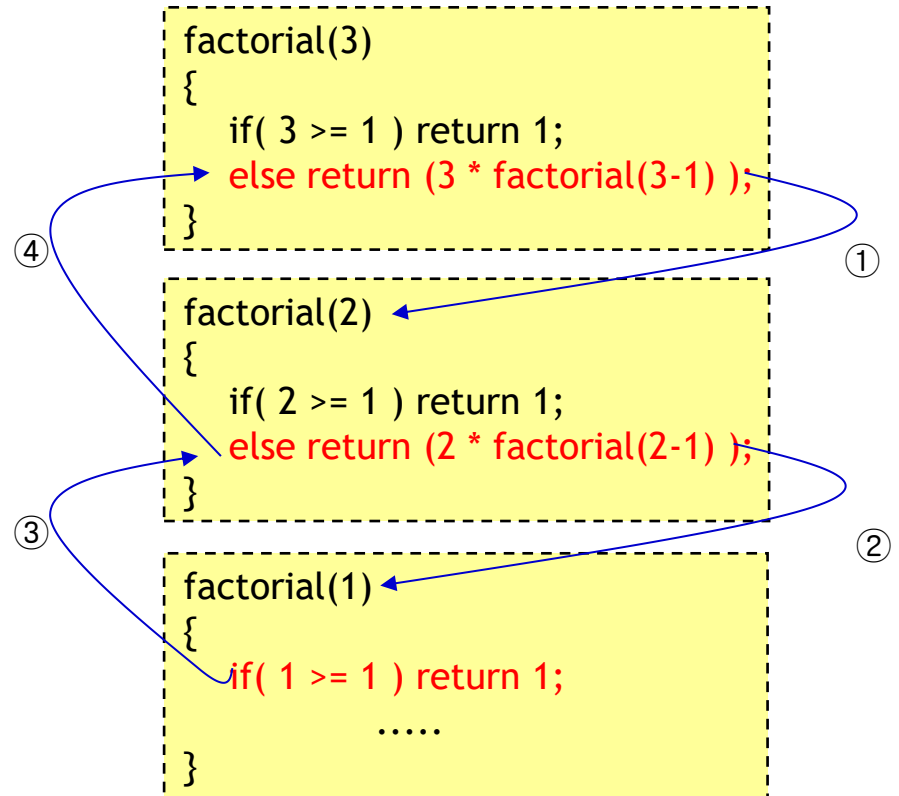 factorial(3)
{
if( 3 >= 1 ) return 1;
else return (3 * factorial(3-1) );
}
④
①
factorial(2)
{
if( 2 >= 1 ) return 1;
else return (2 * factorial(2-1) );
}
③
②
factorial(1)
{
if( 1 >= 1 ) return 1;
.....
}